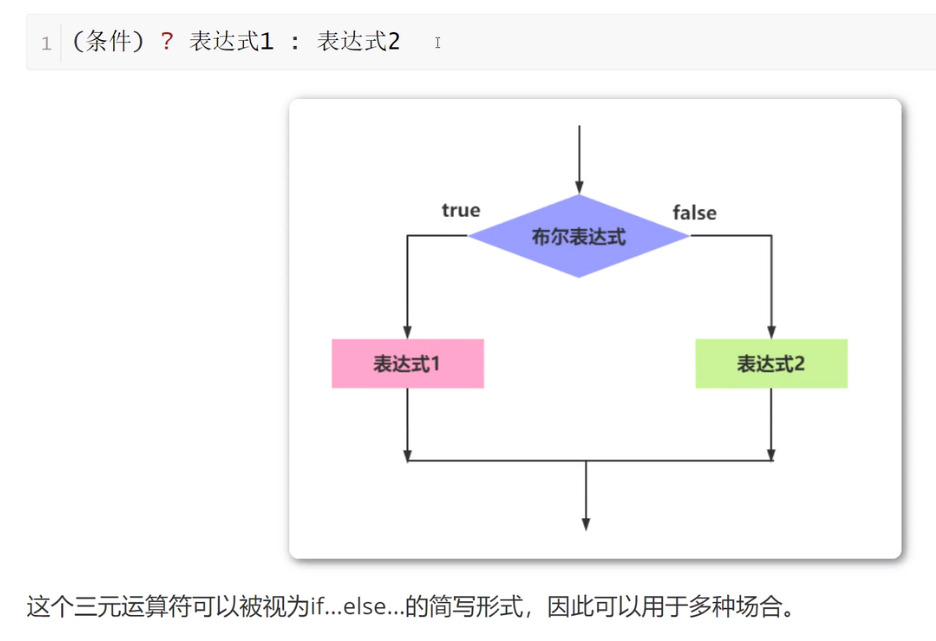 1 (条件) ? 表达式1 : 表达式2
true
false
布尔表达式
表达式1
表达式2
这个三元运算符可以被视为if...else...的简写形式，因此可以用于多种场合。